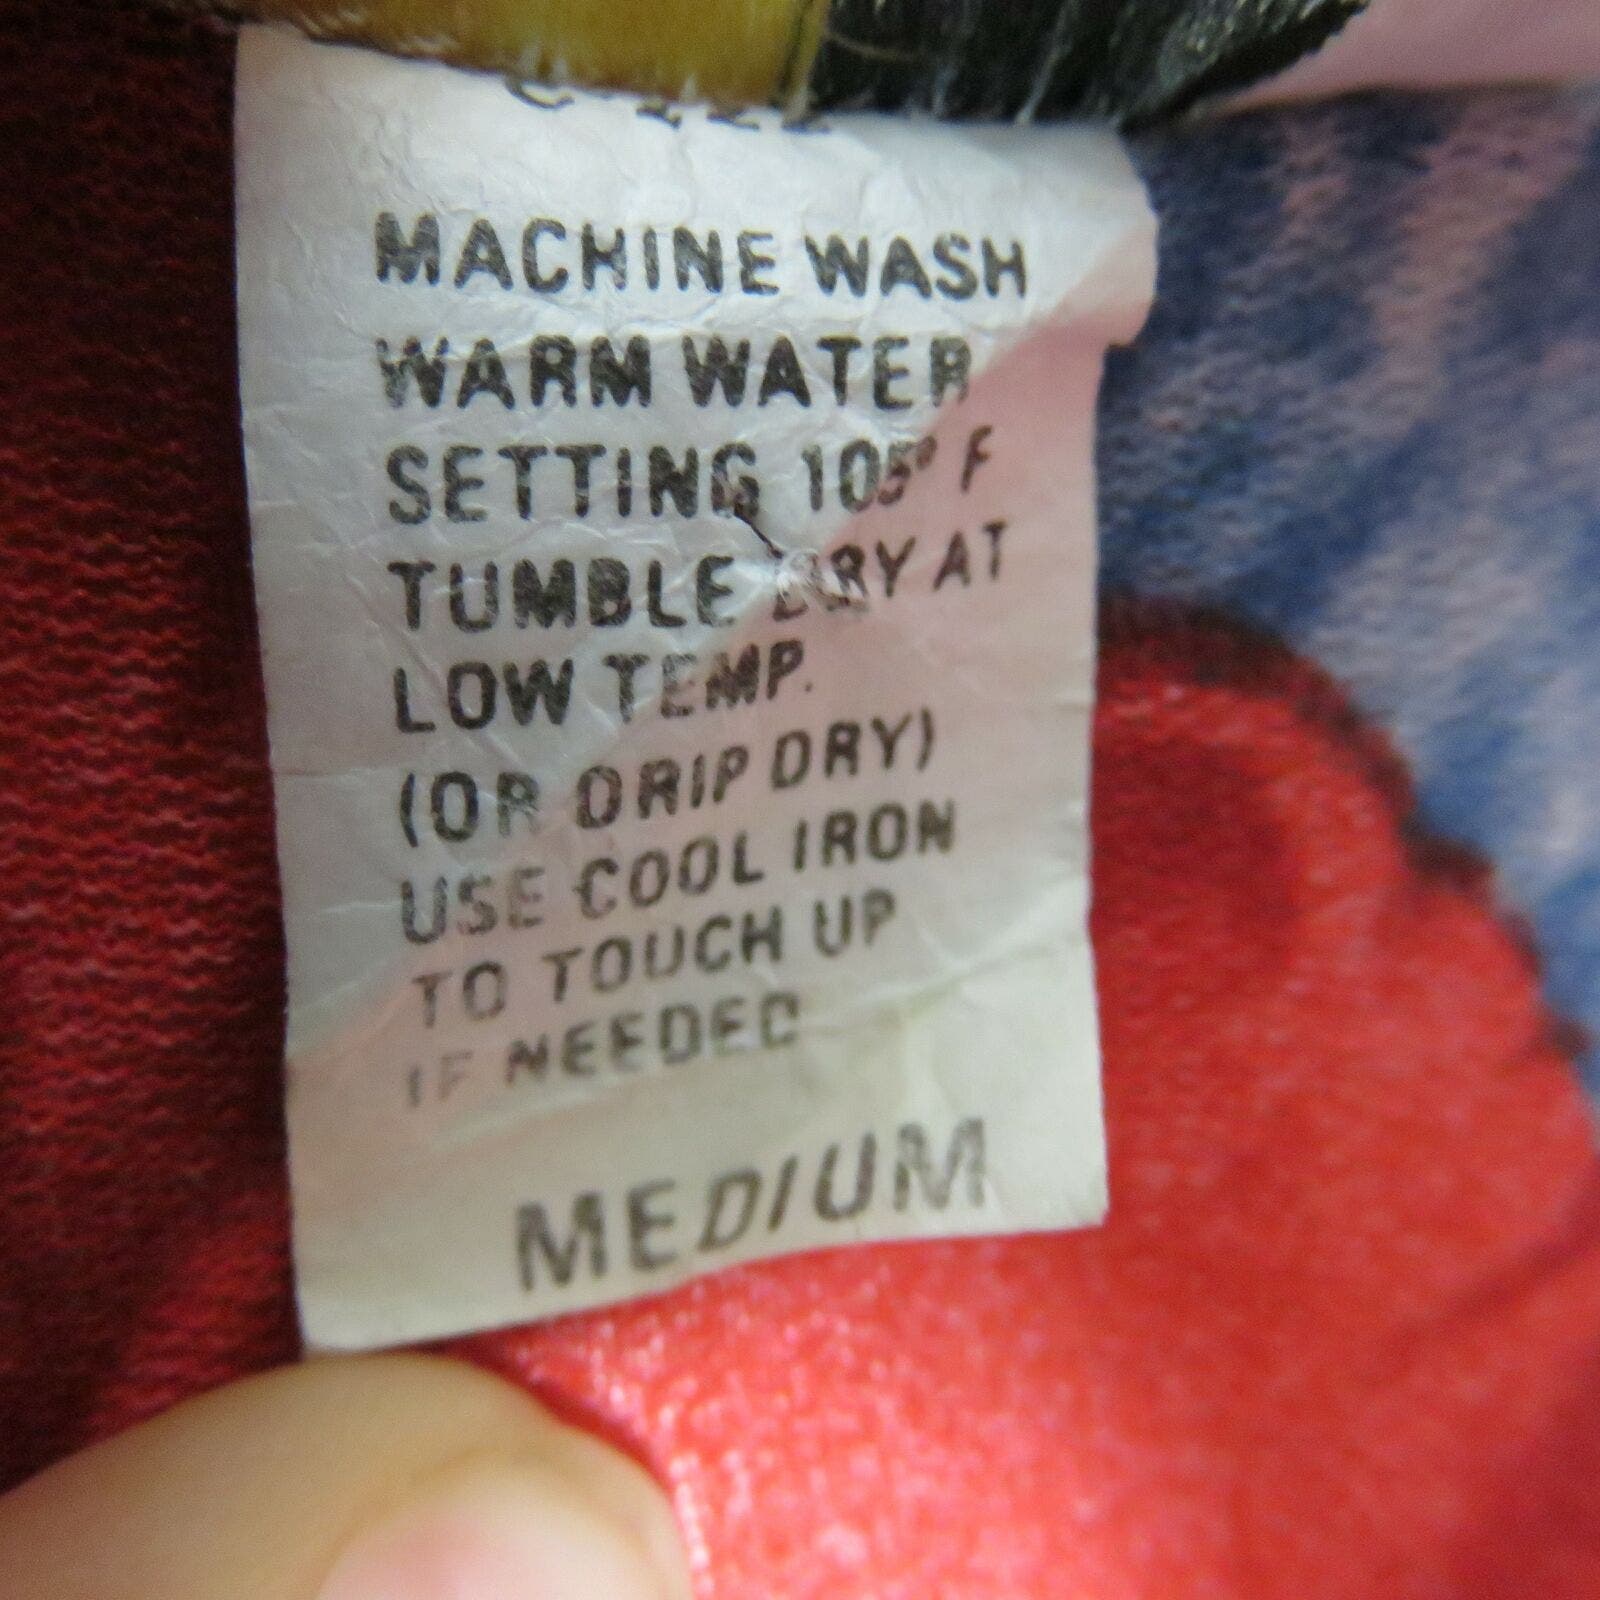 MACHINE WASH
WARM WATER
SETTING 105° F
TUMBLE DRY AT
LOW TEMP.
(OR DRIP DRY)
USE COOL IRON
TO TOUCH UP
IF NEEDED
MEDIUM